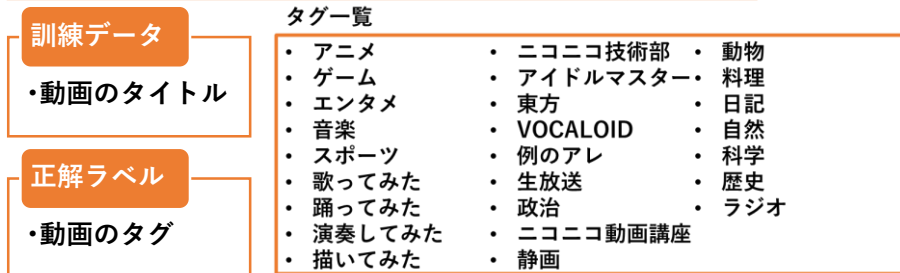 訓練データ
・動画のタイトル
正解ラベル
・動画のタグ
タグ一覧
・ アニメ
・ ゲーム
・ エンタメ
・ 音楽
・ スポーツ
・ 歌ってみた
・ 踊ってみた
・ 演奏してみた
・ 描いてみた
・ ニコニコ技術部
・ アイドルマスター
・ 東方
・ VOCALOID
・ 例のアレ
・ 生放送
・ 政治
・ ニコニコ動画講座
・ 静画
・ 動物
・ 料理
・ 日記
・ 自然
・ 科学
・ 歴史
・ ラジオ